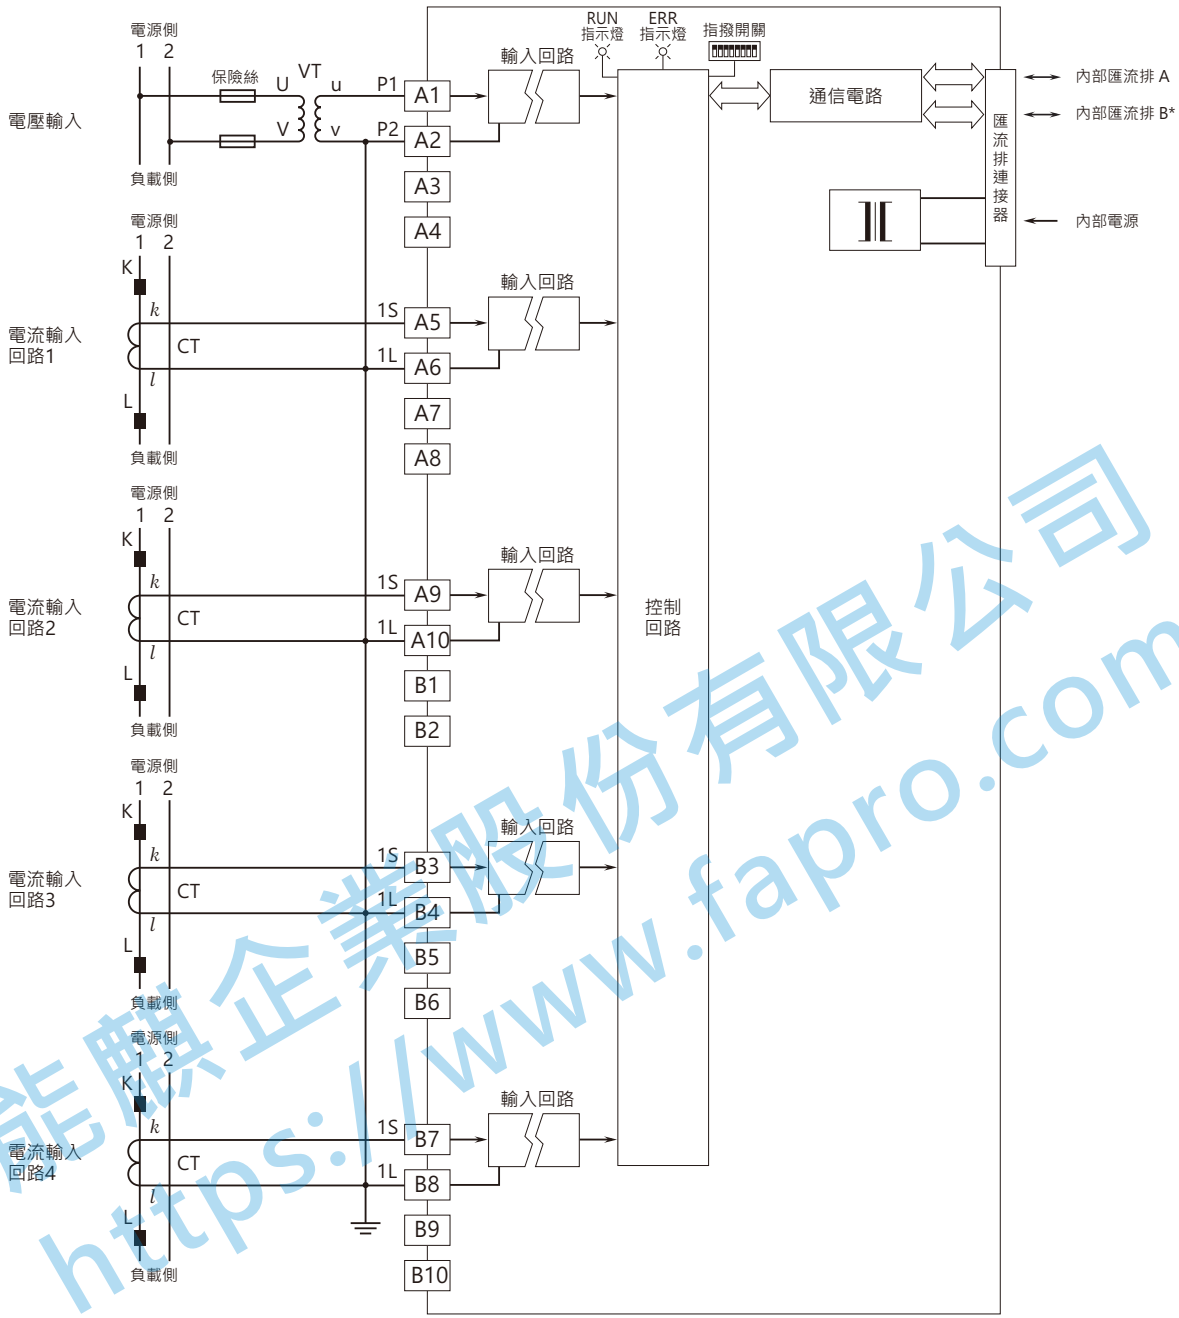 RUN
指示燈
ERR
指示燈
指撥開關
電源側
1 2
保險絲
U
VT
u
P1
A1
輸入回路
通信電路
內部匯流排 A
電壓輸入
V
v
P2
A2
內部匯流排 B*
匯流排連接器
負載側
A3
A4
內部電源
電源側
1 2
K
k
1S
A5
輸入回路
電流輸入
回路1
CT
1L
A6
l
L
A7
負載側
A8
電源側
1 2
K
k
1S
A9
輸入回路
電流輸入
回路2
CT
1L
A10
控制
回路
l
L
B1
負載側
B2
電源側
1 2
K
k
1S
B3
輸入回路
電流輸入
回路3
CT
1L
B4
l
L
B5
負載側
B6
電源側
1 2
K
k
1S
B7
輸入回路
電流輸入
回路4
CT
1L
B8
l
L
B9
負載側
B10
能麒企業股份有限公司
https://www.fapro.com